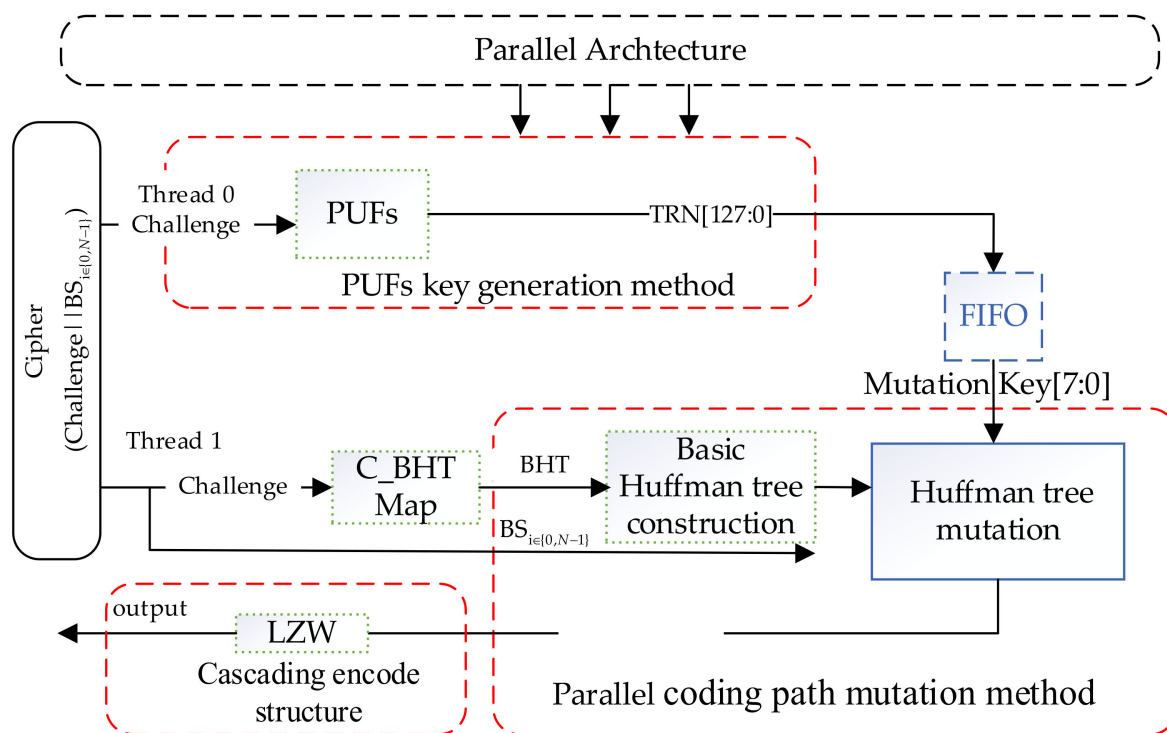 Parallel Archtecture
Thread 0
Challenge
PUFs
TRN[127:0]
PUFs key generation method
Cipher
(Challenge||BS_{i∈{0,N−1}})
FIFO
Mutation Key[7:0]
Thread 1
Challenge
C_BHT
Map
BHT
Basic
Huffman tree
construction
Huffman tree
mutation
BS_{i∈{0,N−1}}
output
LZW
Cascading encode
structure
Parallel coding path mutation method